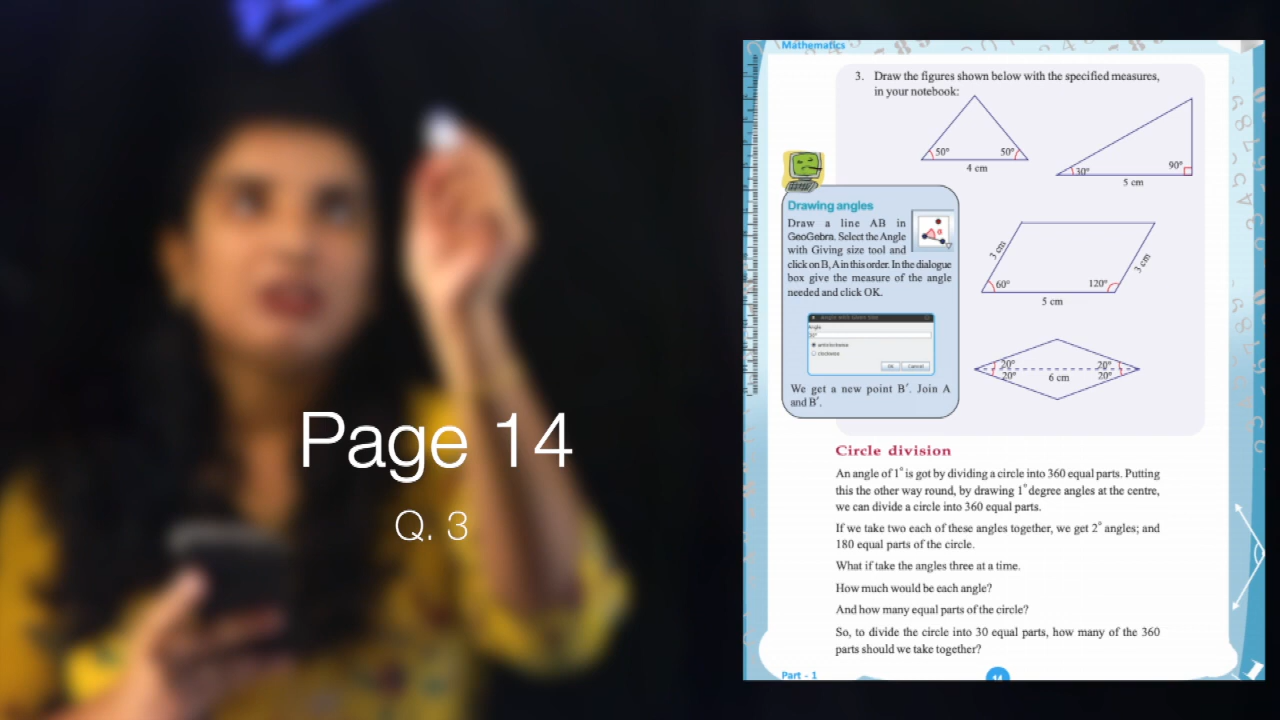 Page 14
Q. 3
Mathematics
3. Draw the figures shown below with the specified measures,
in your notebook:
50°
50°
4 cm
30°
90°
5 cm
3 cm
3 cm
60°
120°
5 cm
20°
20°
20°
20°
6 cm
Drawing angles
Draw a line AB in
GeoGebra. Select the Angle
with Giving size tool and
click on B, A in this order. In the dialogue
box give the measure of the angle
needed and click OK.
Angle with Given Size
Angle
anticlockwise
clockwise
OK
Cancel
We get a new point B′. Join A
and B′.
Circle division
An angle of 1° is got by dividing a circle into 360 equal parts. Putting
this the other way round, by drawing 1° degree angles at the centre,
we can divide a circle into 360 equal parts.
If we take two each of these angles together, we get 2° angles; and
180 equal parts of the circle.
What if take the angles three at a time.
How much would be each angle?
And how many equal parts of the circle?
So, to divide the circle into 30 equal parts, how many of the 360
parts should we take together?
Part - 1
14